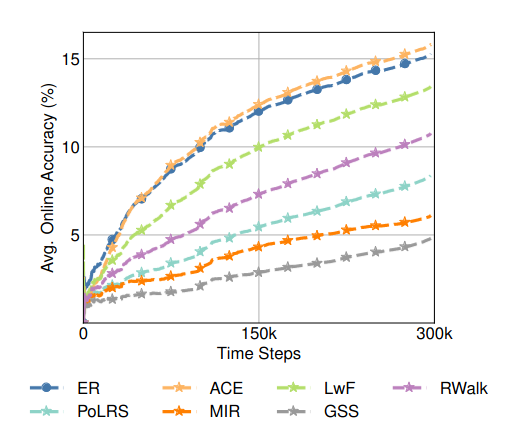 15
10
5
Avg. Online Accuracy (%)
0 150k 300k
Time Steps
ER ACE LwF RWalk
PoLRS MIR GSS